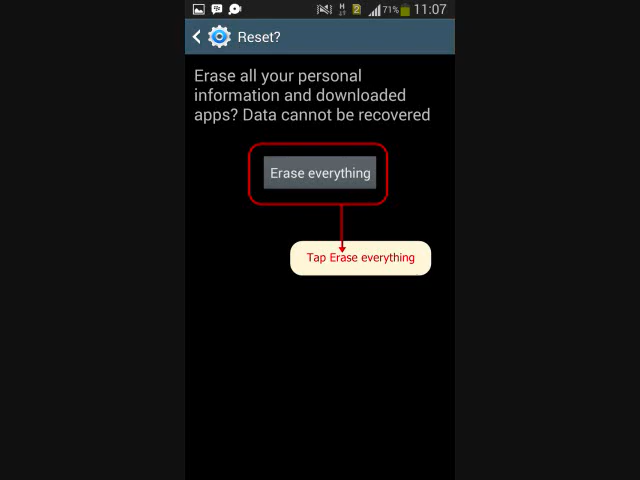 H 2 71% 11:07
Reset?
Erase all your personal
information and downloaded
apps? Data cannot be recovered
Erase everything
Tap Erase everything